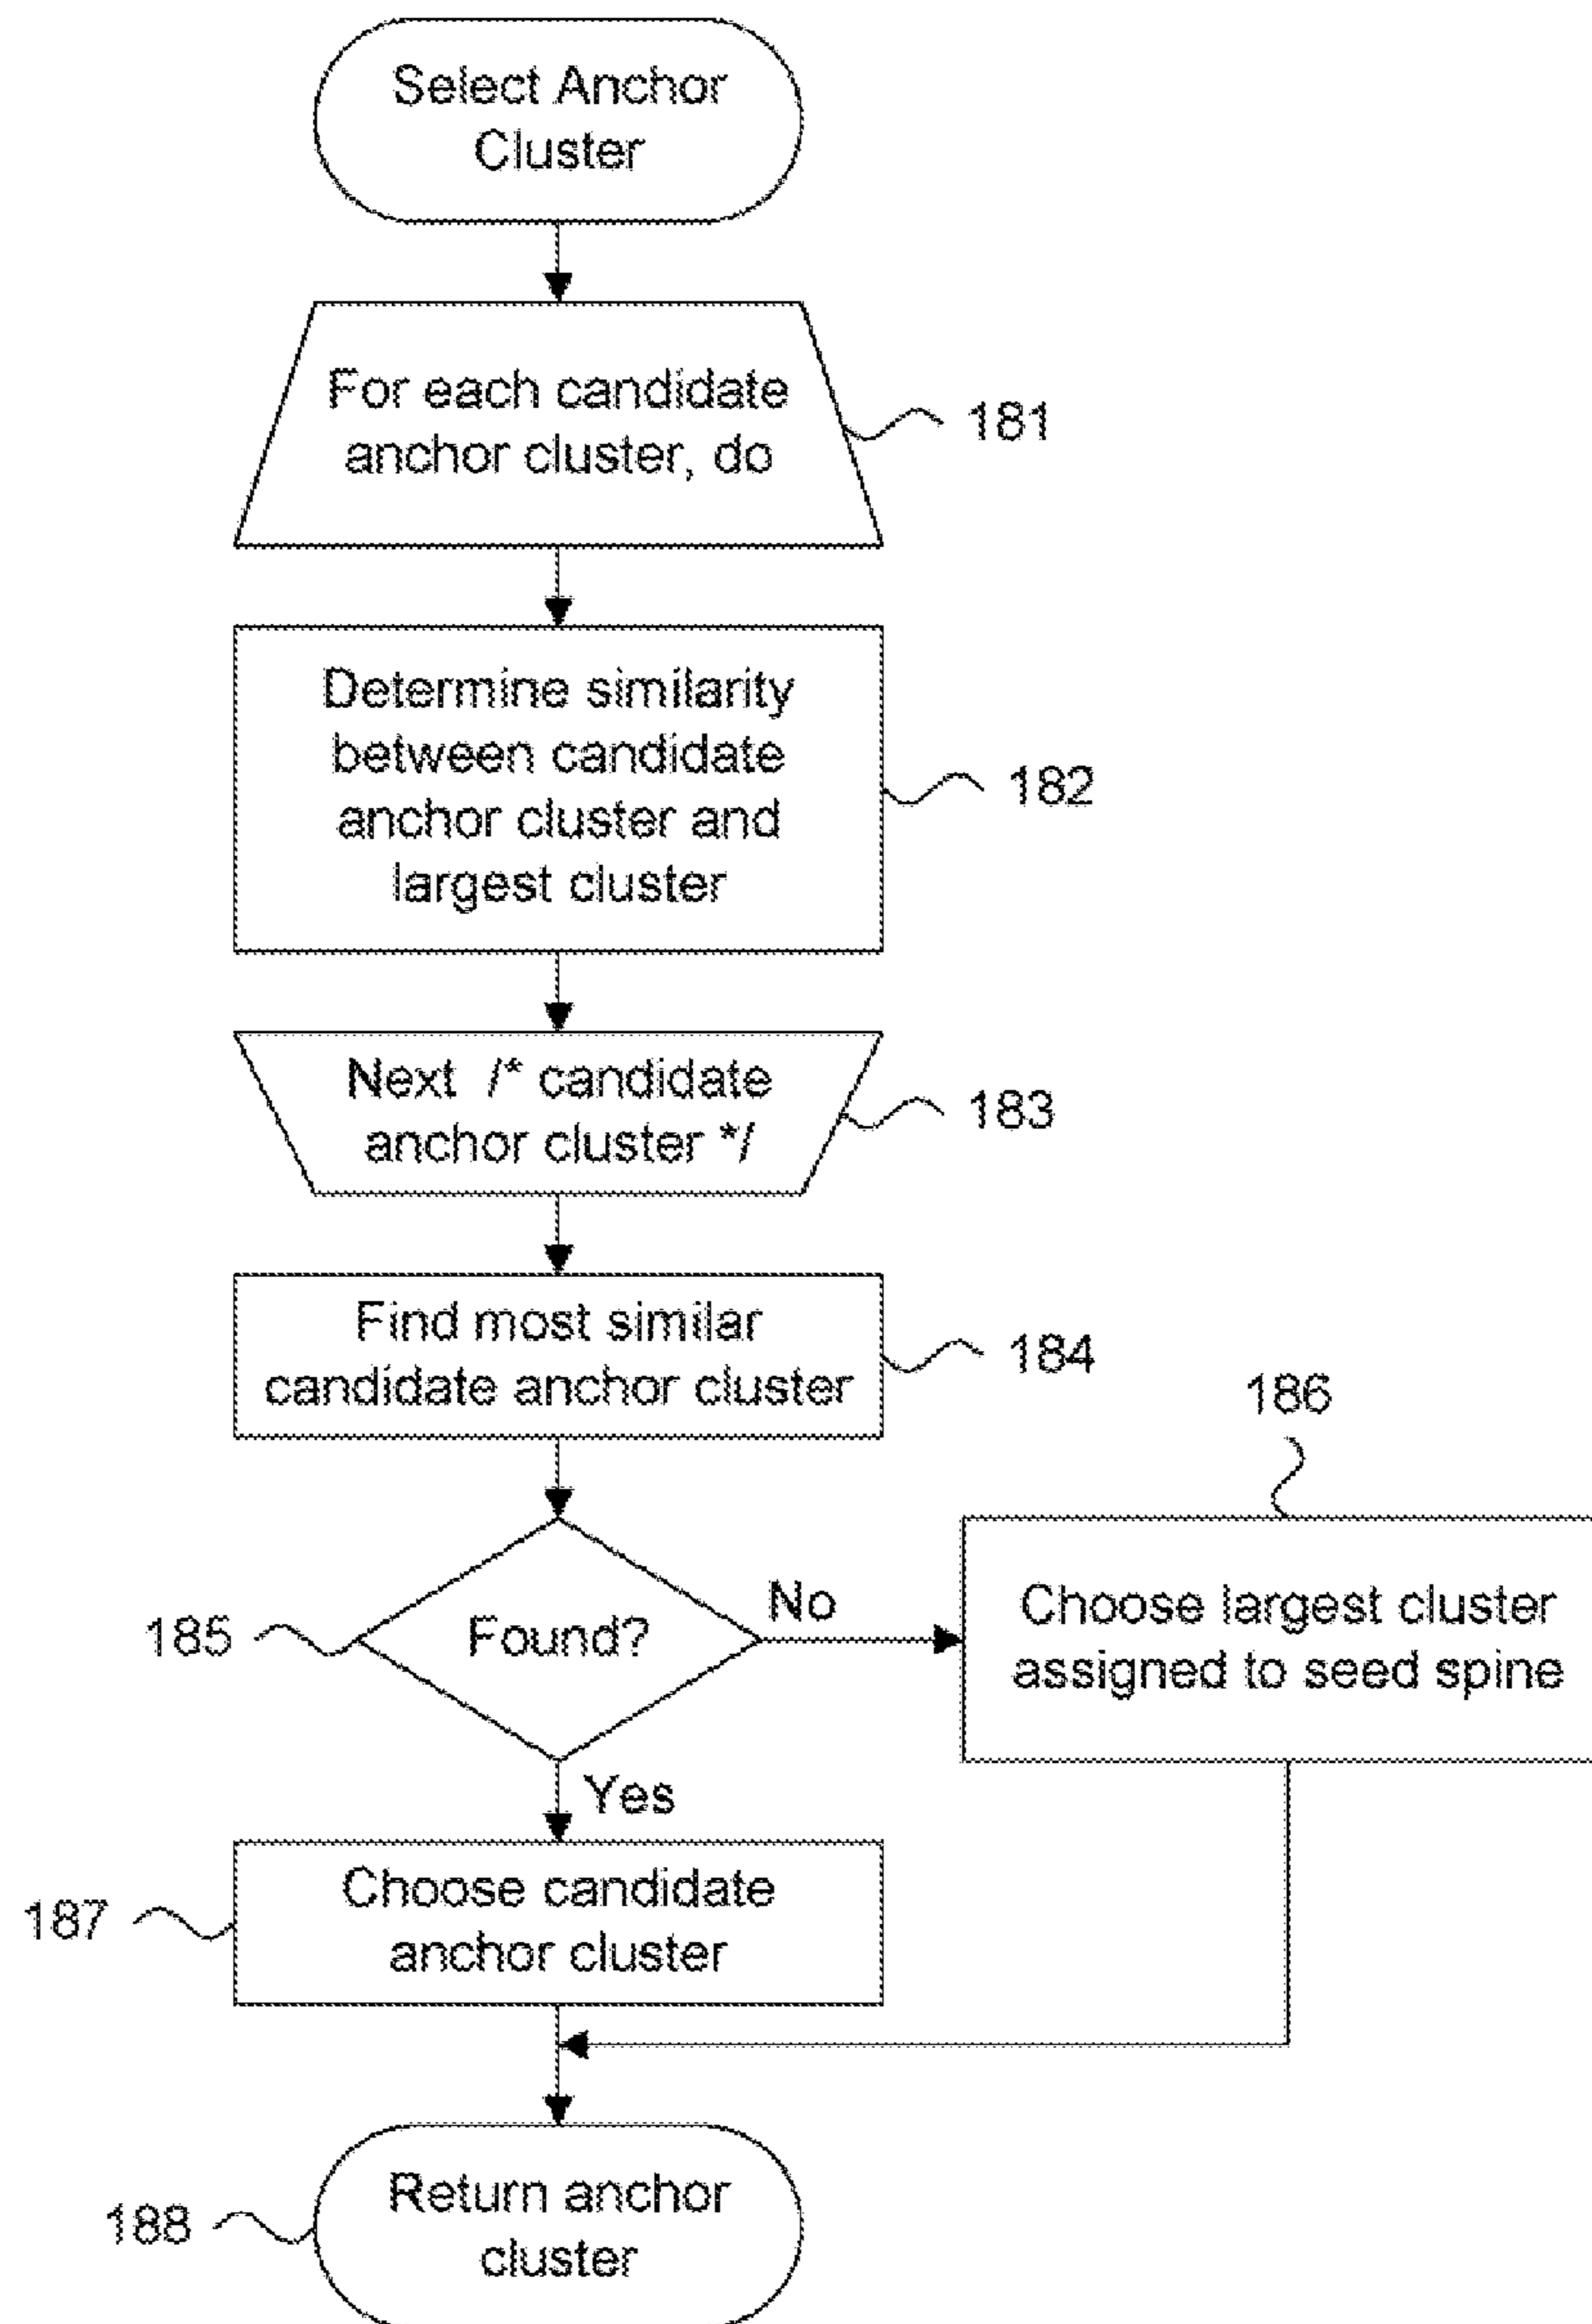 Select Anchor
Cluster
For each candidate
anchor cluster, do
181
Determine similarity
between candidate
anchor cluster and
largest cluster
182
Next /* candidate
anchor cluster */
183
Find most similar
candidate anchor cluster
184
186
185
Found?
No
Choose largest cluster
assigned to seed spine
Yes
187
Choose candidate
anchor cluster
188
Return anchor
cluster